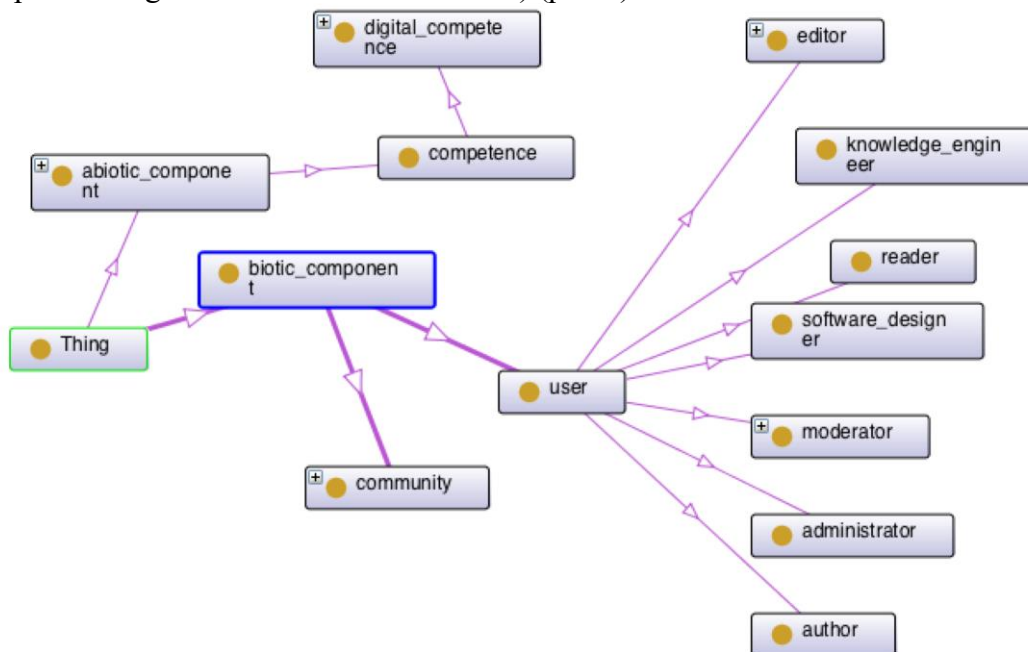 digital_compete
nce
editor
competence
knowledge_engin
eer
abiotic_compone
nt
biotic_componen
t
reader
software_design
er
Thing
user
moderator
community
administrator
author